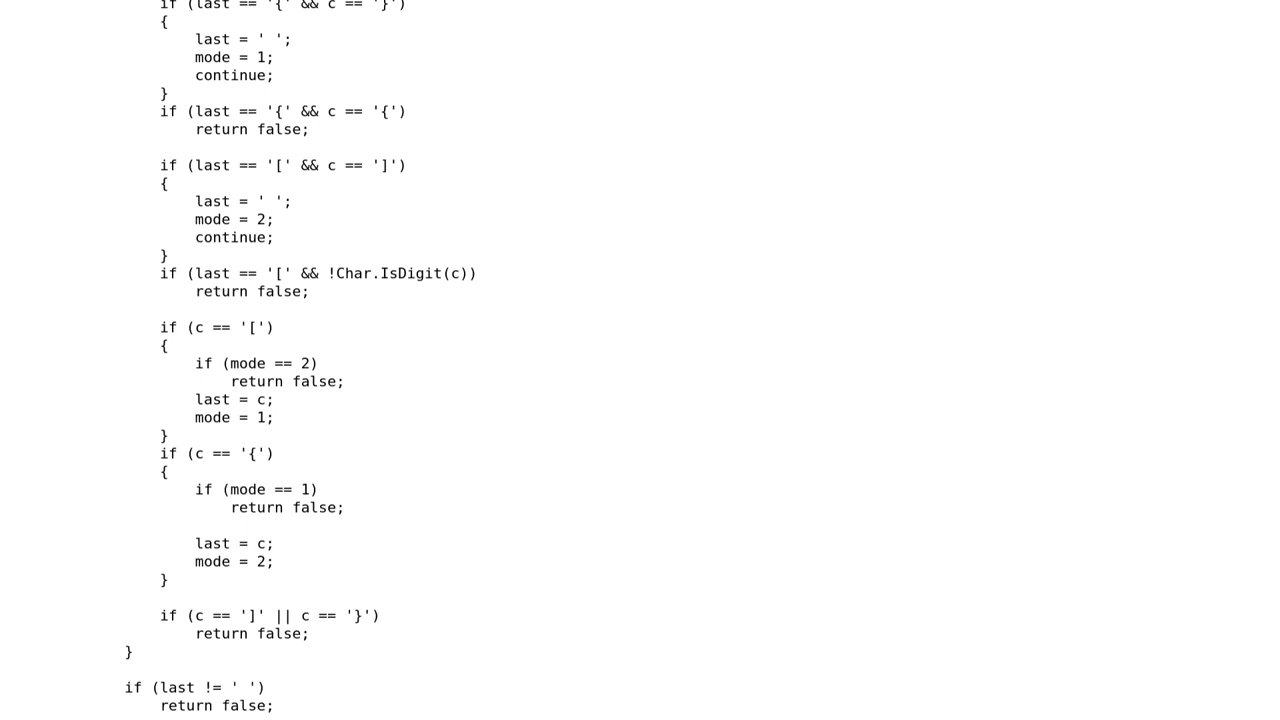 if (last == '{' && c == '}')
{
last = ' ';
mode = 1;
continue;
}
if (last == '{' && c == '{')
return false;
if (last == '[' && c == ']')
{
last = ' ';
mode = 2;
continue;
}
if (last == '[' && !Char.IsDigit(c))
return false;
if (c == '[')
{
if (mode == 2)
return false;
last = c;
mode = 1;
}
if (c == '{')
{
if (mode == 1)
return false;
last = c;
mode = 2;
}
if (c == ']' || c == '}')
return false;
}
if (last != ' ')
return false;